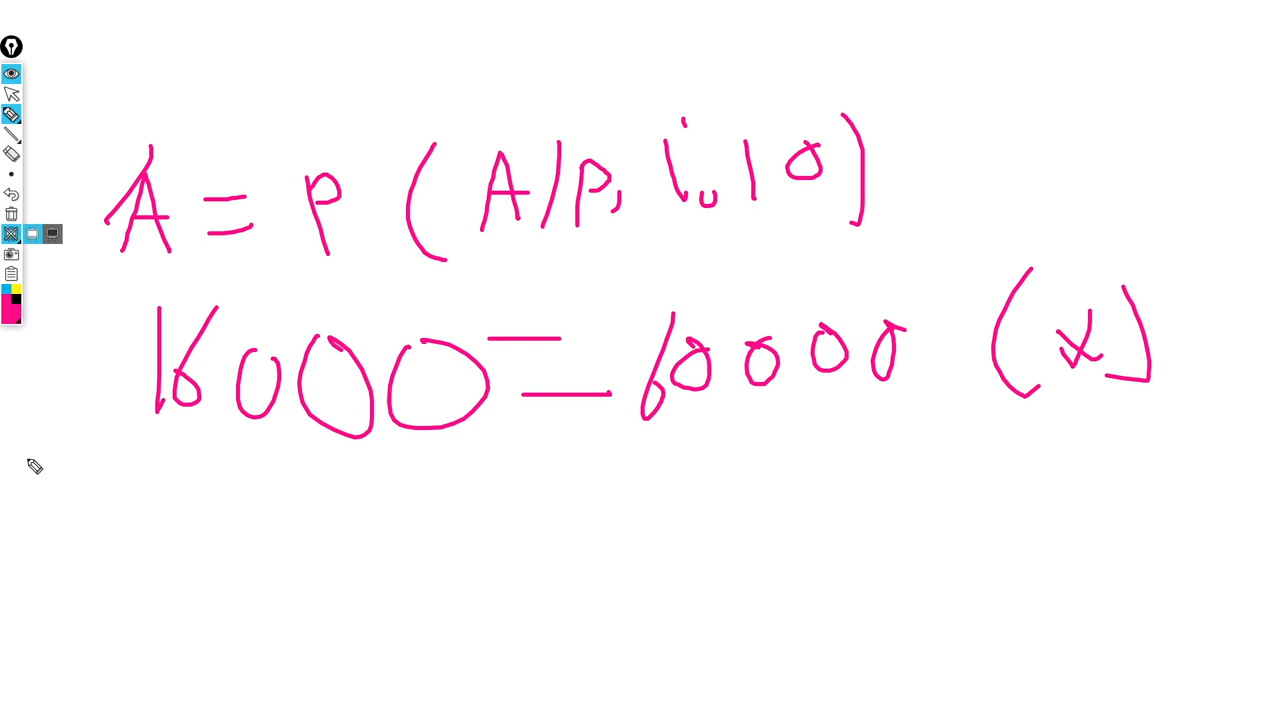 A = P (A/P, i, 10)
16000 = 60000 (x)